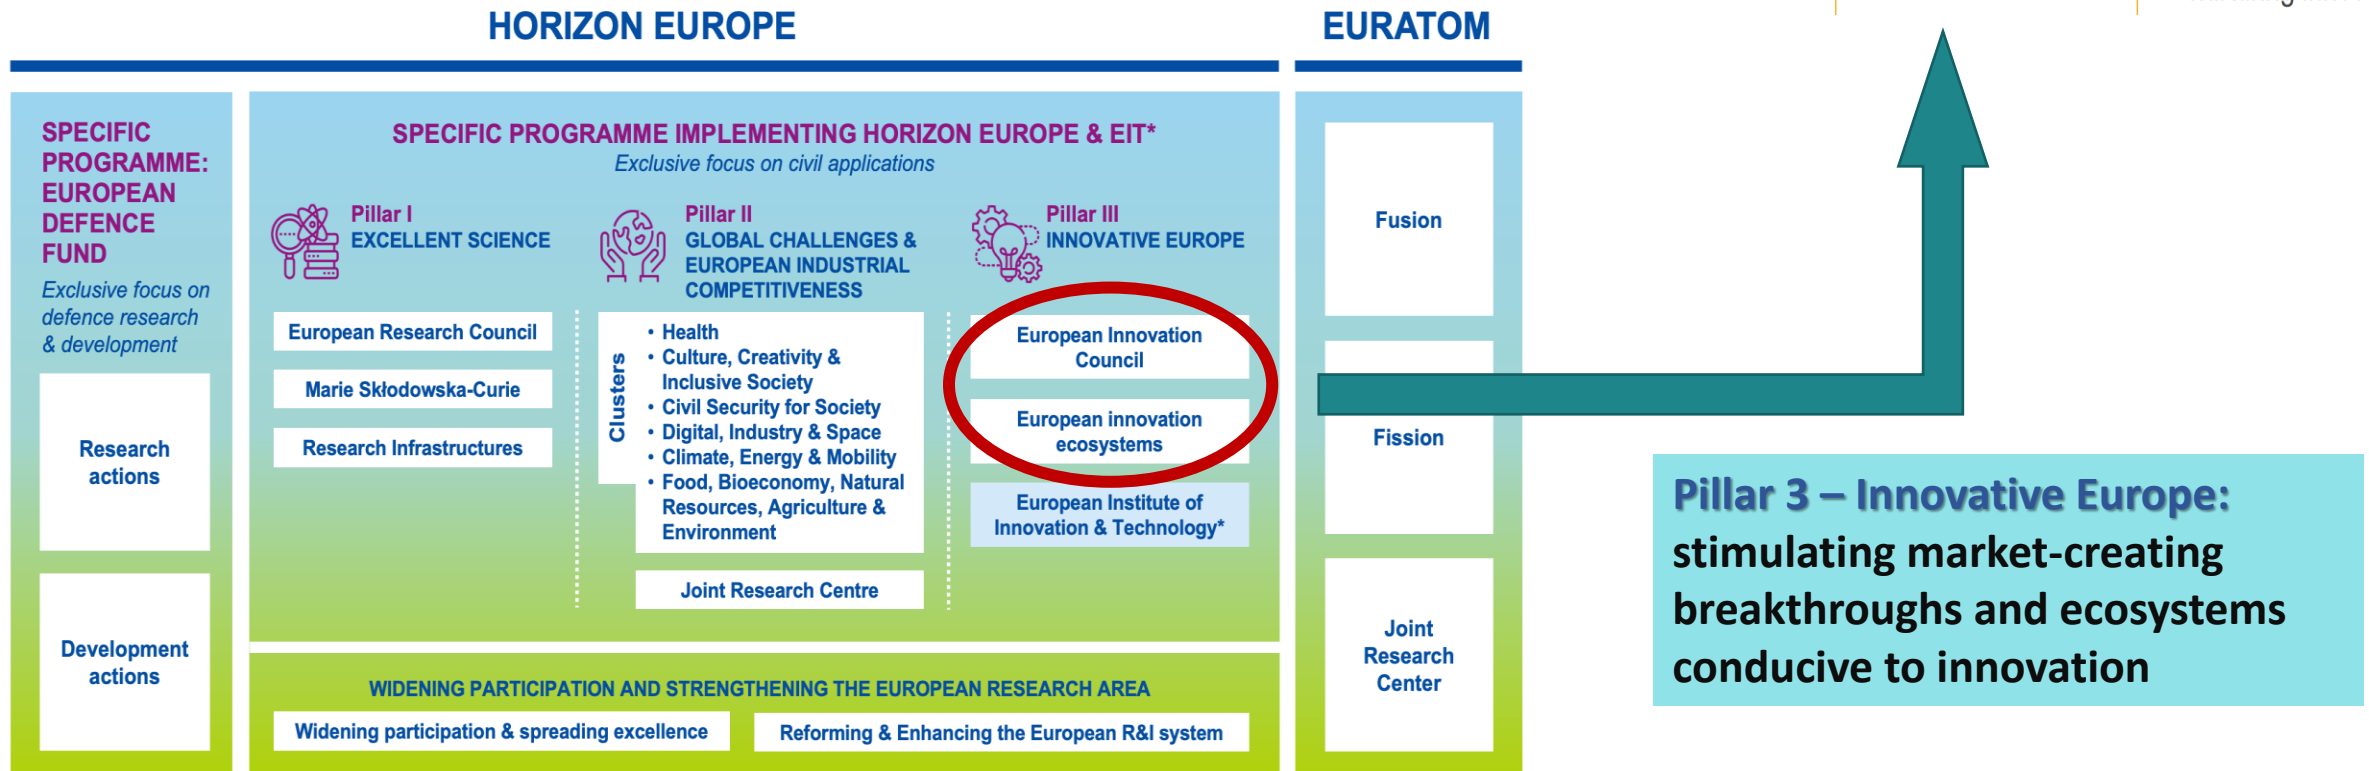 HORIZON EUROPE
EURATOM
SPECIFIC
PROGRAMME:
EUROPEAN
DEFENCE
FUND
Exclusive focus on
defence research
& development
Research
actions
Development
actions
SPECIFIC PROGRAMME IMPLEMENTING HORIZON EUROPE & EIT*
Exclusive focus on civil applications
Pillar I
EXCELLENT SCIENCE
European Research Council
Marie Skłodowska-Curie
Research Infrastructures
Pillar II
GLOBAL CHALLENGES &
EUROPEAN INDUSTRIAL
COMPETITIVENESS
Clusters
• Health
• Culture, Creativity &
Inclusive Society
• Civil Security for Society
• Digital, Industry & Space
• Climate, Energy & Mobility
• Food, Bioeconomy, Natural
Resources, Agriculture &
Environment
Joint Research Centre
Pillar III
INNOVATIVE EUROPE
European Innovation
Council
European innovation
ecosystems
European Institute of
Innovation & Technology*
WIDENING PARTICIPATION AND STRENGTHENING THE EUROPEAN RESEARCH AREA
Widening participation & spreading excellence
Reforming & Enhancing the European R&I system
Fusion
Fission
Joint
Research
Center
Pillar 3 – Innovative Europe:
stimulating market-creating
breakthroughs and ecosystems
conducive to innovation